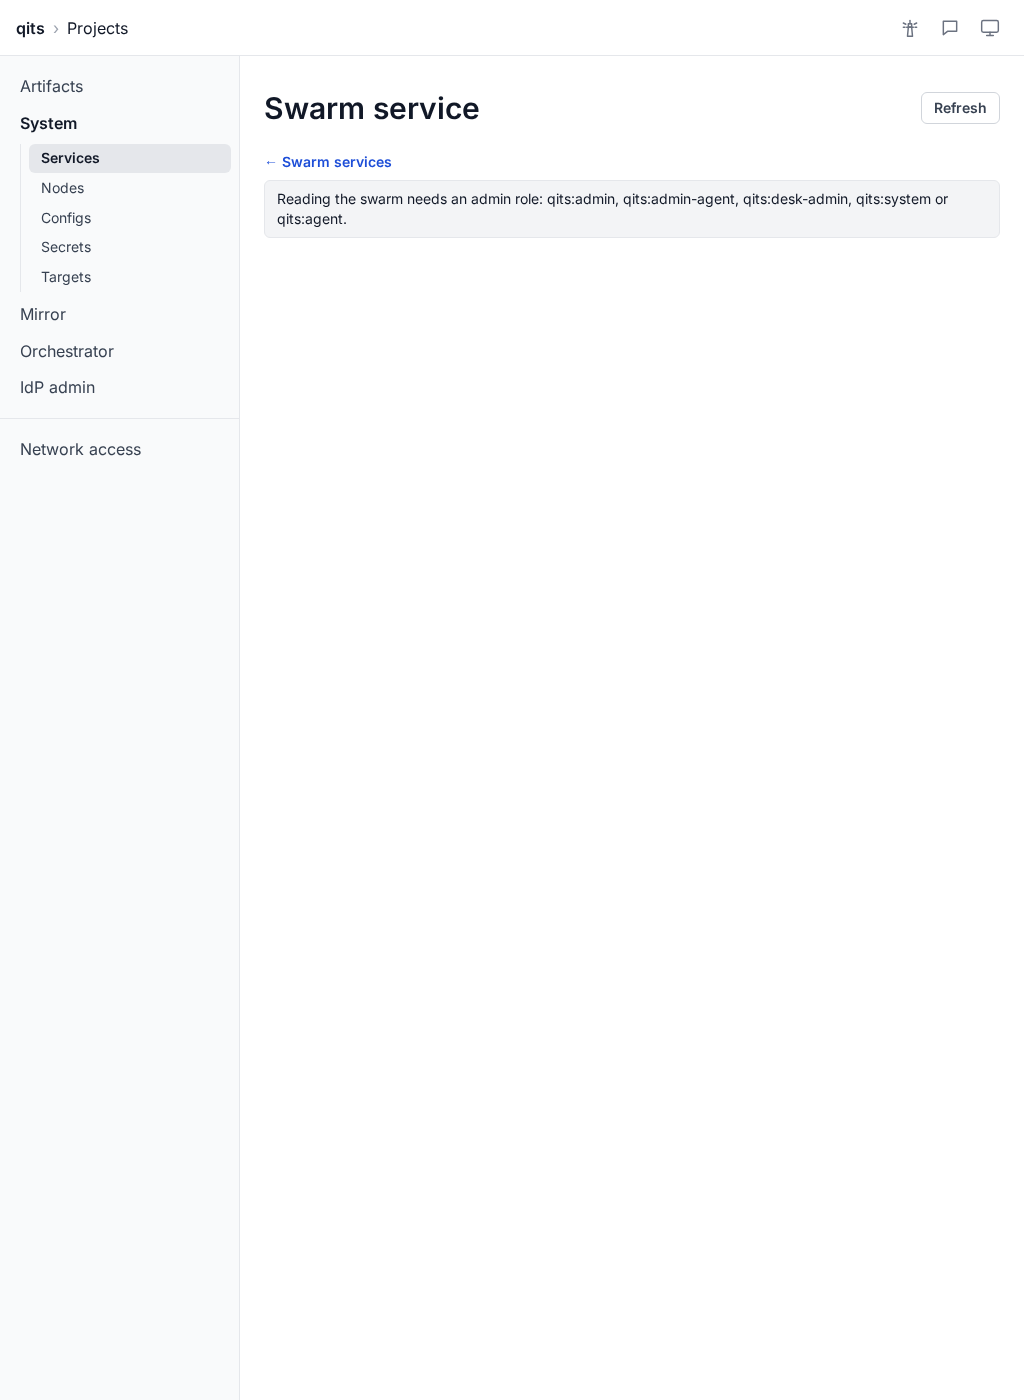 qits › Projects
Artifacts
System
Services
Nodes
Configs
Secrets
Targets
Mirror
Orchestrator
IdP admin
Network access
Swarm service
Refresh
← Swarm services
Reading the swarm needs an admin role: qits:admin, qits:admin-agent, qits:desk-admin, qits:system or
qits:agent.